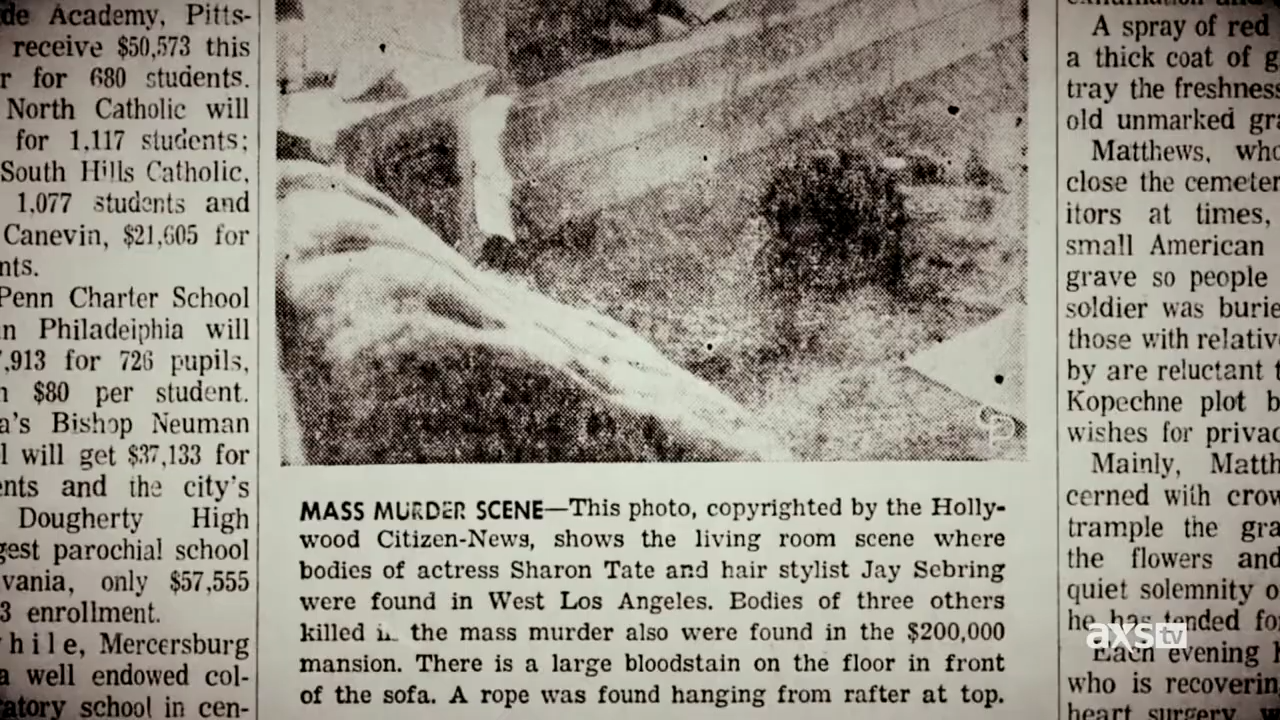 de Academy, Pitts-
receive $50,573 this
r for 680 students.
North Catholic will
for 1,117 students;
South Hills Catholic,
1,077 students and
Canevin, $21,605 for
nts.
Penn Charter School
n Philadelphia will
,913 for 726 pupils,
$80 per student.
a's Bishop Neuman
l will get $37,133 for
ents and the city's
Dougherty High
gest parochial school
vania, only $57,555
3 enrollment.
hile, Mercersburg
a well endowed col-
atory school in cen-
MASS MURDER SCENE—This photo, copyrighted by the Holly-
wood Citizen-News, shows the living room scene where
bodies of actress Sharon Tate and hair stylist Jay Sebring
were found in West Los Angeles. Bodies of three others
killed in the mass murder also were found in the $200,000
mansion. There is a large bloodstain on the floor in front
of the sofa. A rope was found hanging from rafter at top.
A spray of red
a thick coat of g
tray the freshness
old unmarked gra
Matthews, who
close the cemeter
itors at times,
small American
grave so people
soldier was burie
those with relativ
by are reluctant t
Kopechne plot b
wishes for privac
Mainly, Matth
cerned with crow
trample the gra
the flowers and
quiet solemnity o
he has tended fo
Each evening h
who is recovering
heart surgery, w
axs tv